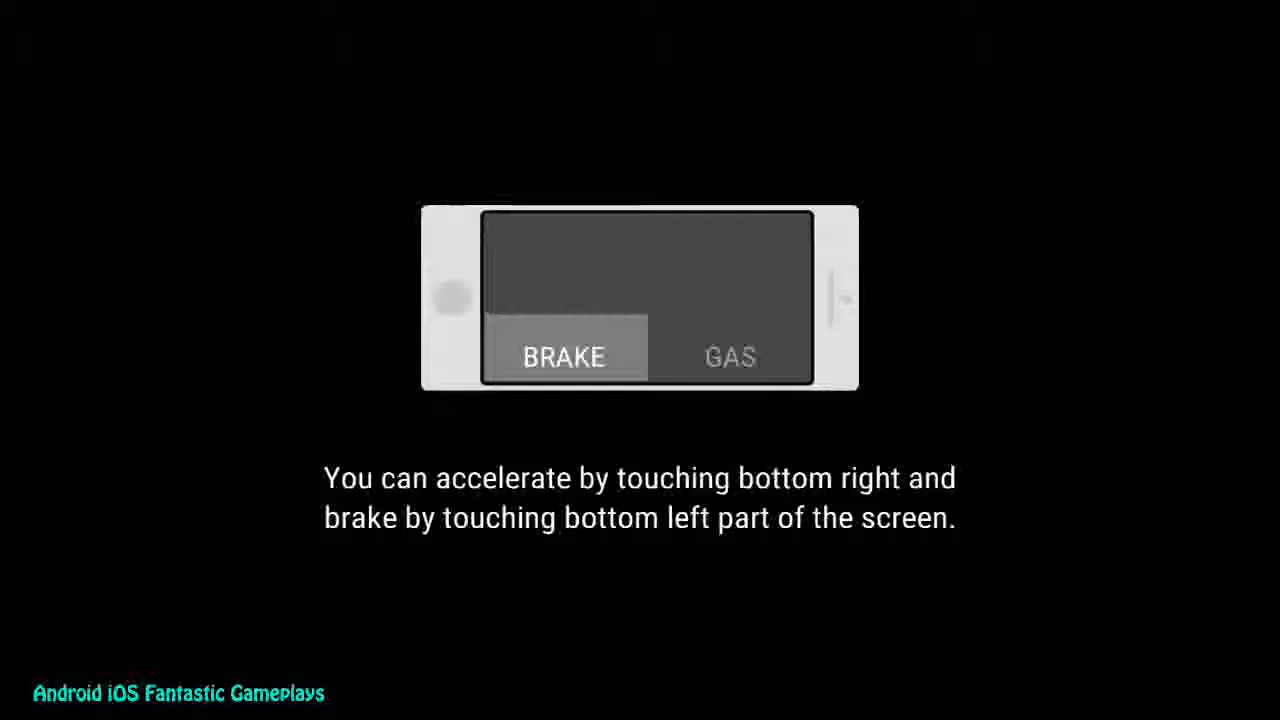 BRAKE GAS
You can accelerate by touching bottom right and
brake by touching bottom left part of the screen.
Android iOS Fantastic Gameplays